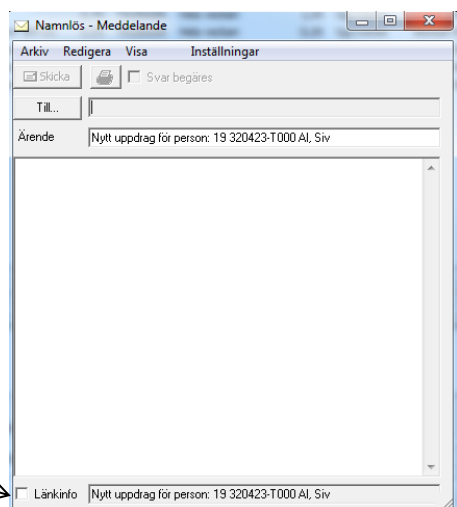 Namnlös - Meddelande
Arkiv Redigera Visa Inställningar
Skicka Svar begäres
Till...
Ärende Nytt uppdrag för person: 19 320423-T000 Al, Siv
Länkinfo Nytt uppdrag för person: 19 320423-T000 Al, Siv